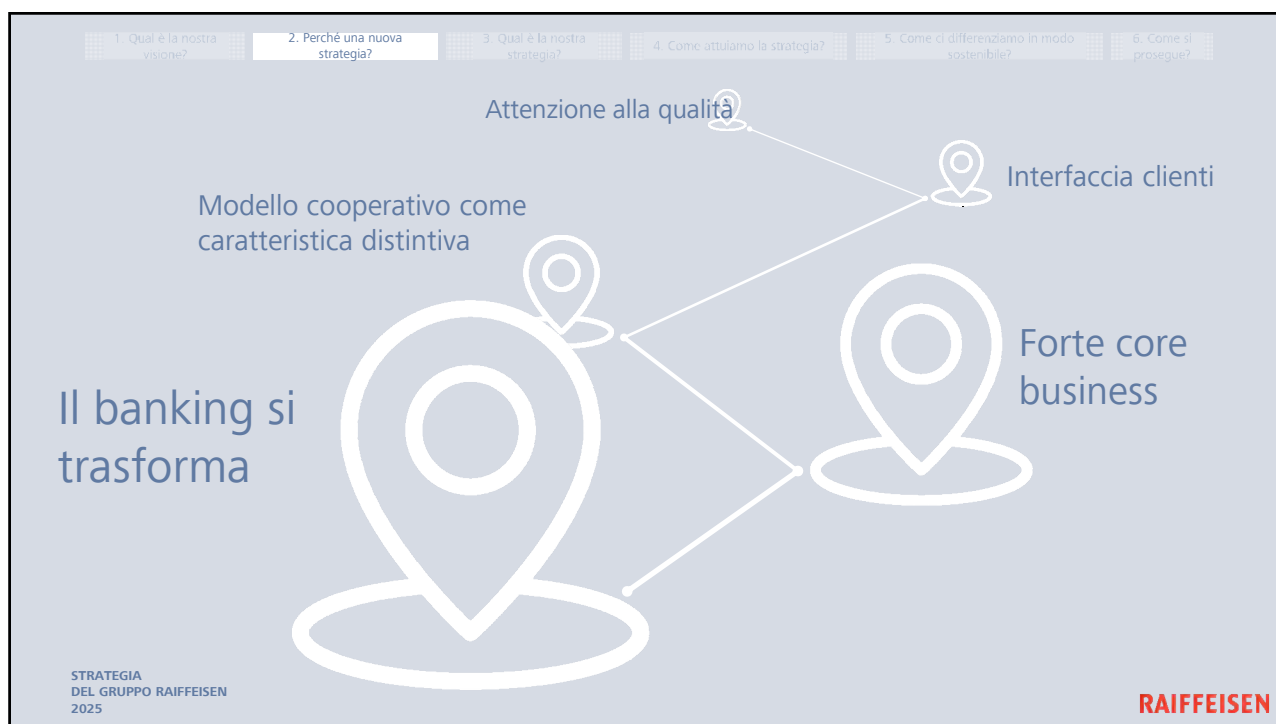 1. Qual è la nostra
visione?
2. Perché una nuova
strategia?
3. Qual è la nostra
strategia?
4. Come attuiamo la strategia?
5. Come ci differenziamo in modo
sostenibile?
6. Come si
prosegue?
Attenzione alla qualità
Interfaccia clienti
Modello cooperativo come
caratteristica distintiva
Forte core
business
Il banking si
trasforma
STRATEGIA
DEL GRUPPO RAIFFEISEN
2025
RAIFFEISEN